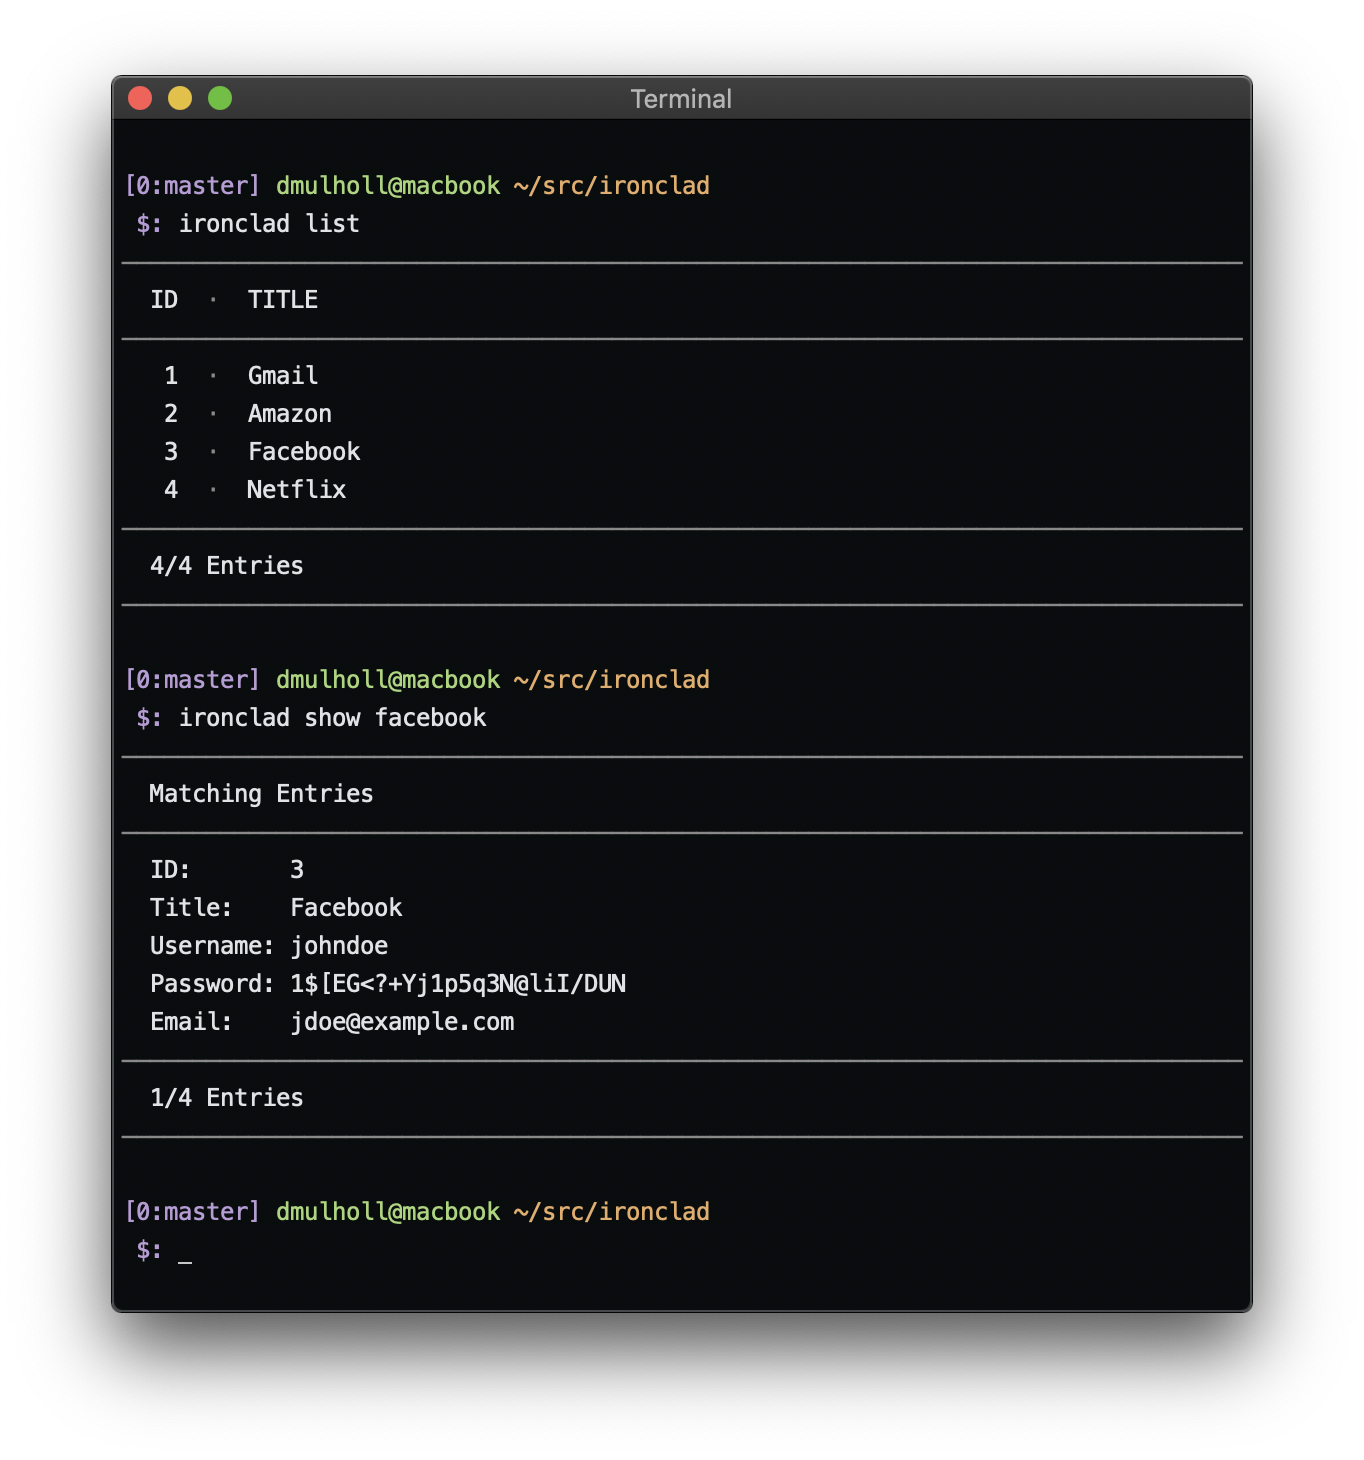 Terminal
[0:master] dmulholl@macbook ~/src/ironclad
$: ironclad list
ID · TITLE
1 · Gmail
2 · Amazon
3 · Facebook
4 · Netflix
4/4 Entries
[0:master] dmulholl@macbook ~/src/ironclad
$: ironclad show facebook
Matching Entries
ID: 3
Title: Facebook
Username: johndoe
Password: 1$[EG<?+Yj1p5q3N@liI/DUN
Email: jdoe@example.com
1/4 Entries
[0:master] dmulholl@macbook ~/src/ironclad
$: _